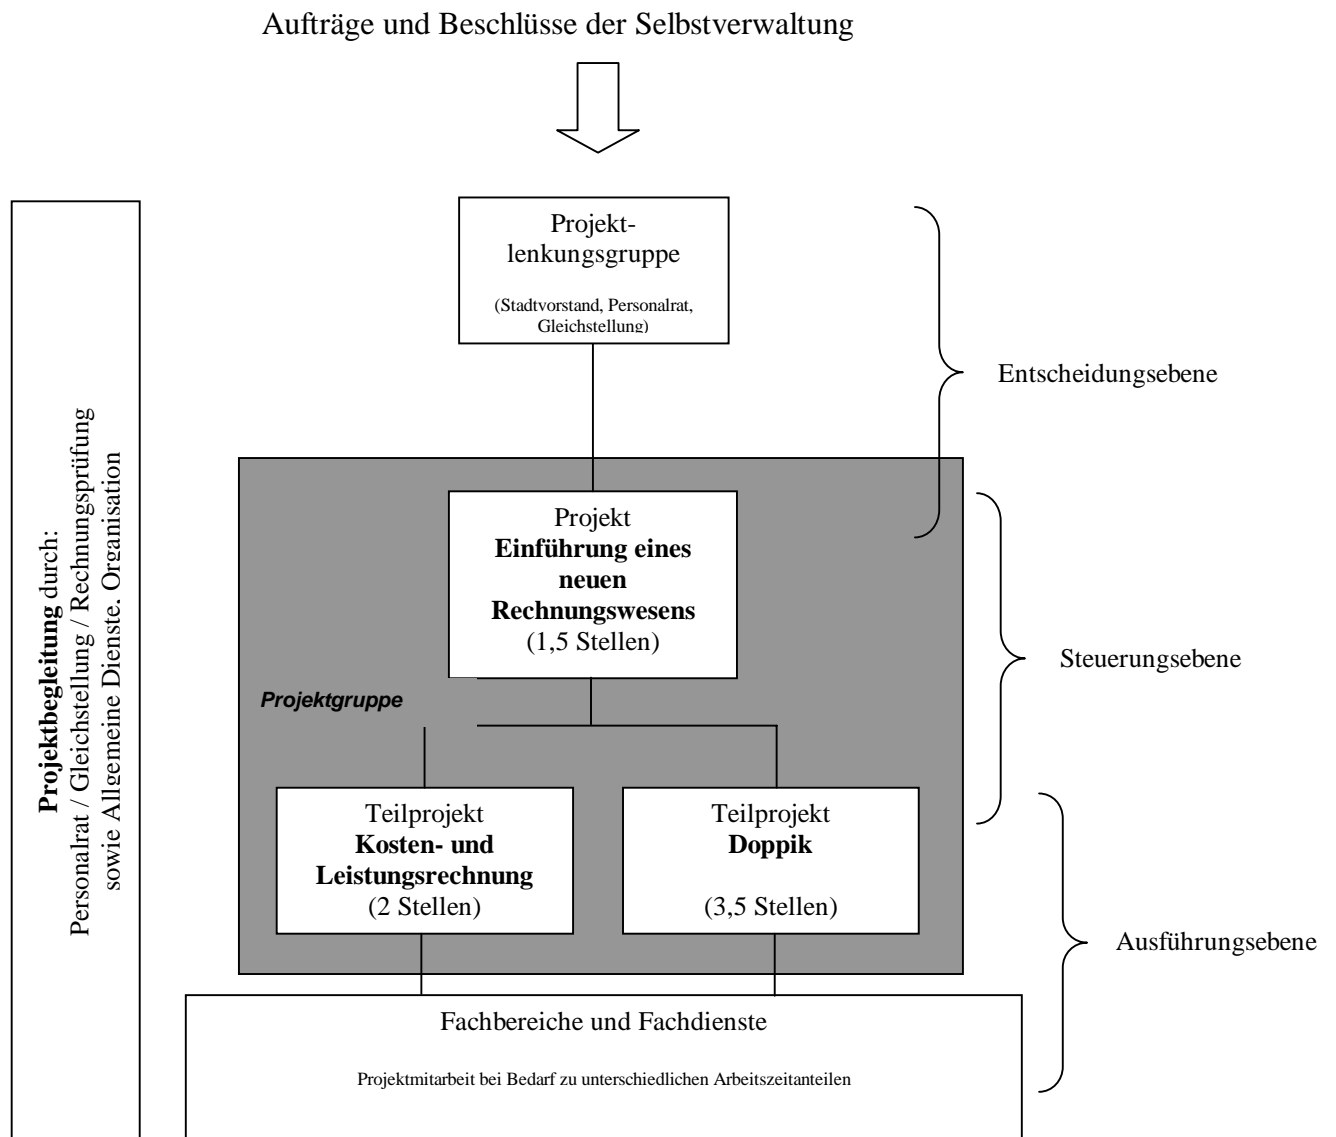 Aufträge und Beschlüsse der Selbstverwaltung
Projektbegleitung durch:
Personalrat / Gleichstellung / Rechnungsprüfung
sowie Allgemeine Dienste, Organisation
Projekt-
lenkungsgruppe
(Stadtvorstand, Personalrat,
Gleichstellung)
Entscheidungsebene
Projekt
Einführung eines
neuen
Rechnungswesens
(1,5 Stellen)
Steuerungsebene
Projektgruppe
Teilprojekt
Kosten- und
Leistungsrechnung
(2 Stellen)
Teilprojekt
Doppik
(3,5 Stellen)
Ausführungsebene
Fachbereiche und Fachdienste
Projektmitarbeit bei Bedarf zu unterschiedlichen Arbeitszeitanteilen